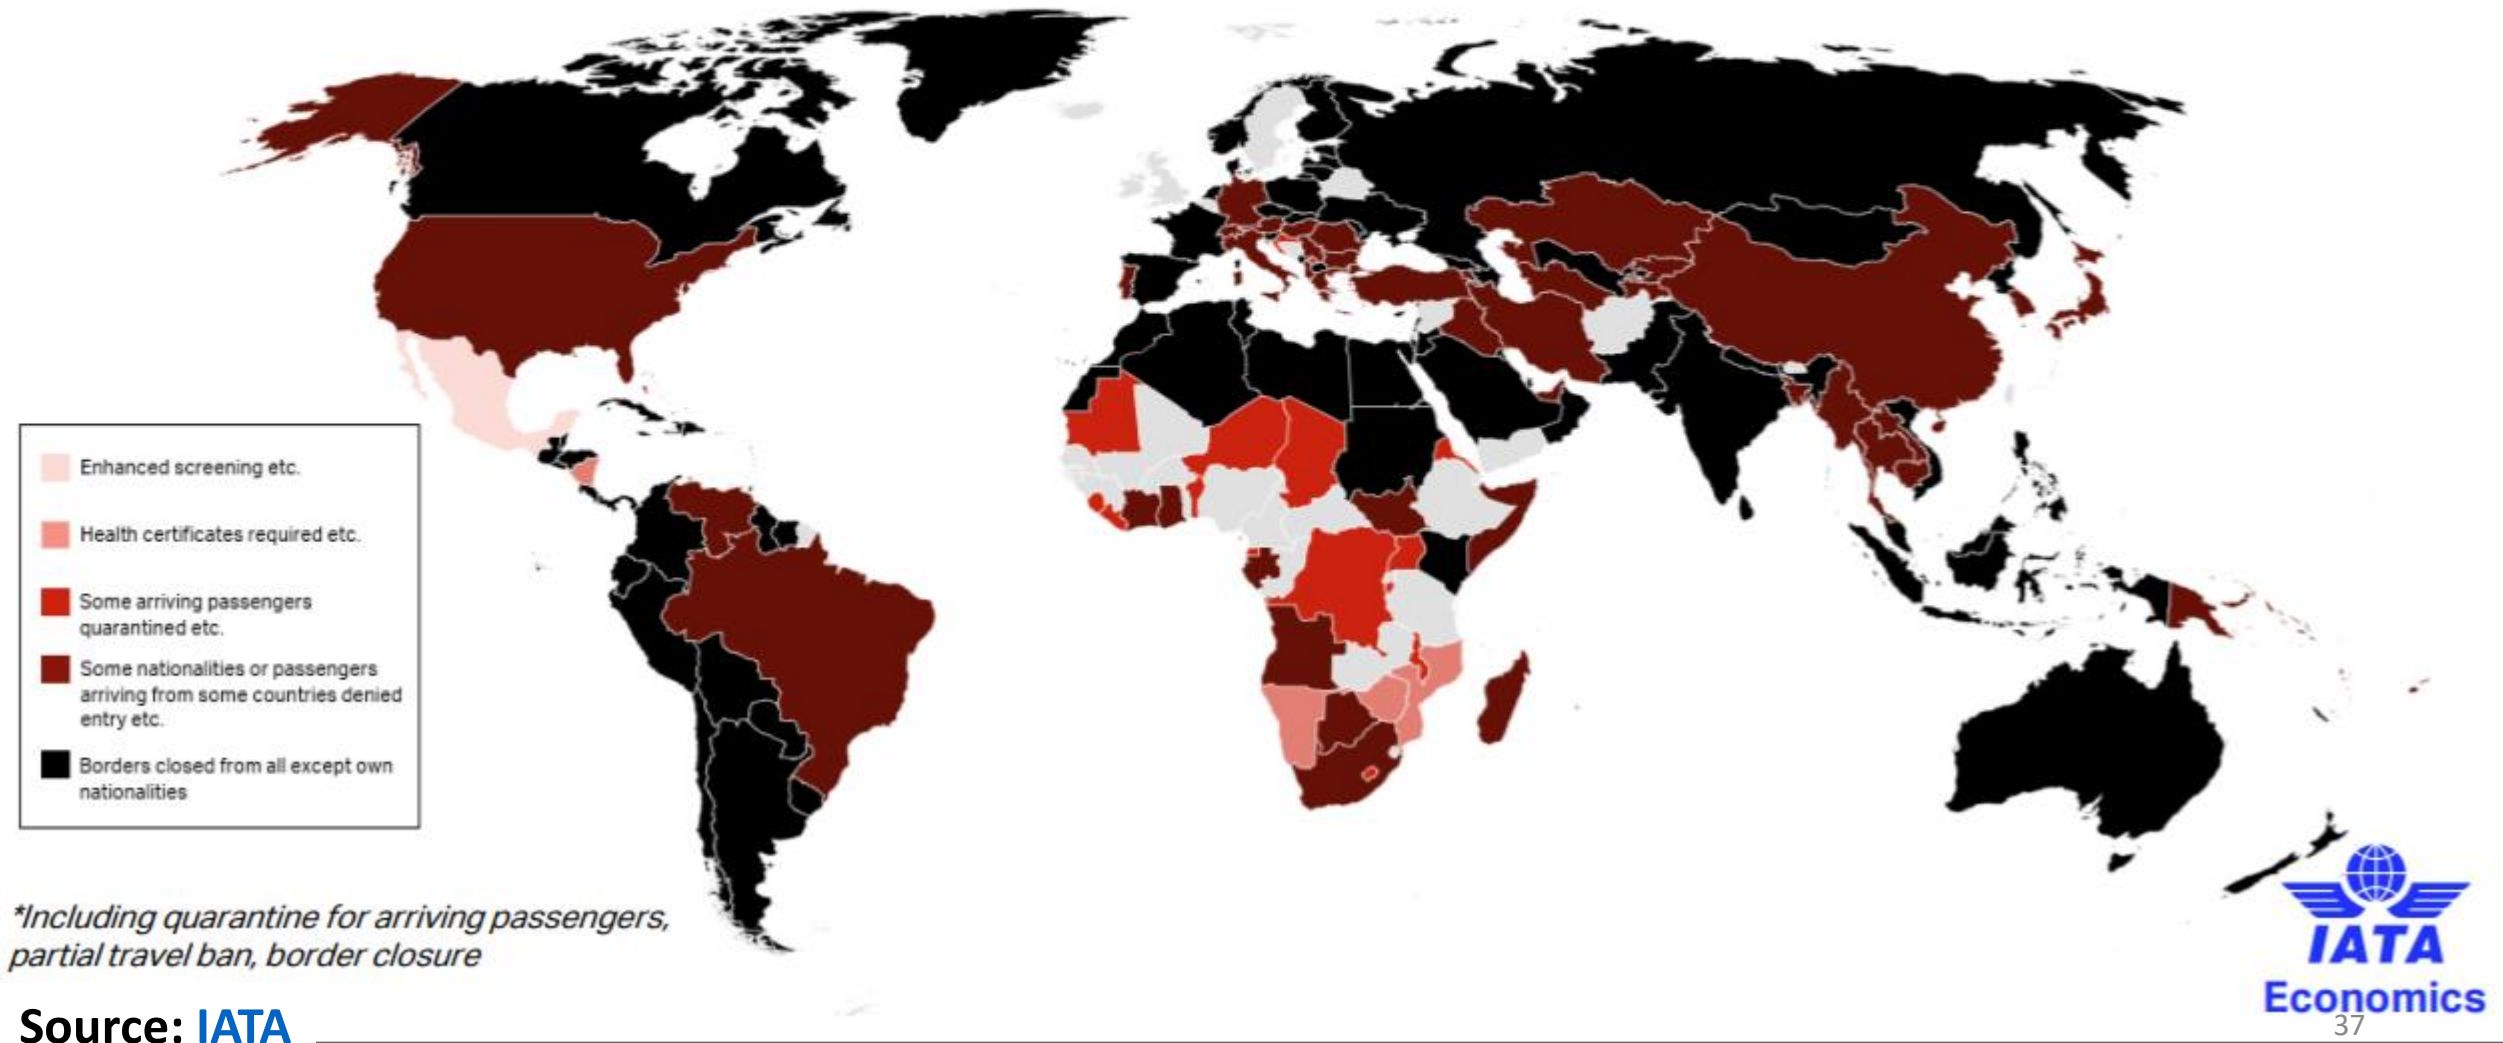 Enhanced screening etc.
Health certificates required etc.
Some arriving passengers
quarantined etc.
Some nationalities or passengers
arriving from some countries denied
entry etc.
Borders closed from all except own
nationalities
*Including quarantine for arriving passengers,
partial travel ban, border closure
IATA
Economics
Source: IATA
37